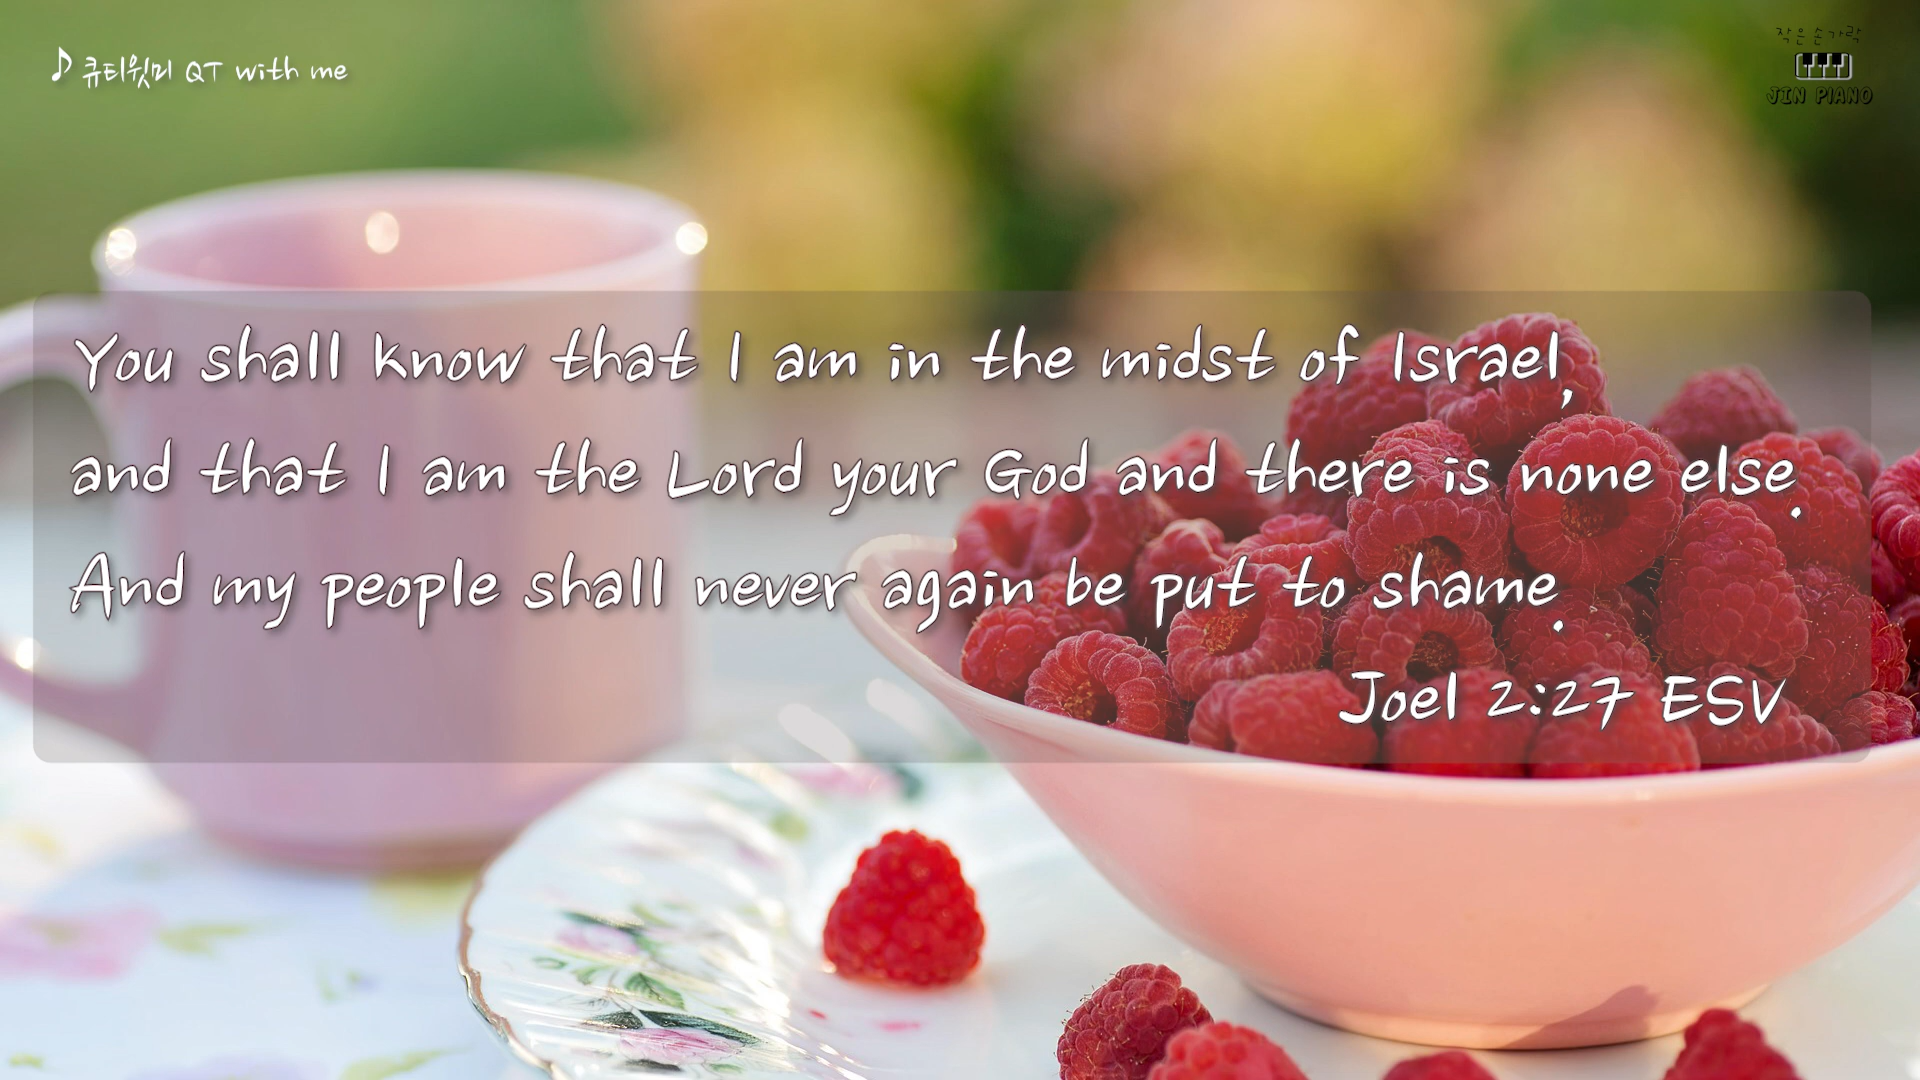 ♪ 큐티윗미 QT with me
작은손가락
JIN PIANO
You shall know that I am in the midst of Israel,
and that I am the Lord your God and there is none else.
And my people shall never again be put to shame.
Joel 2:27 ESV